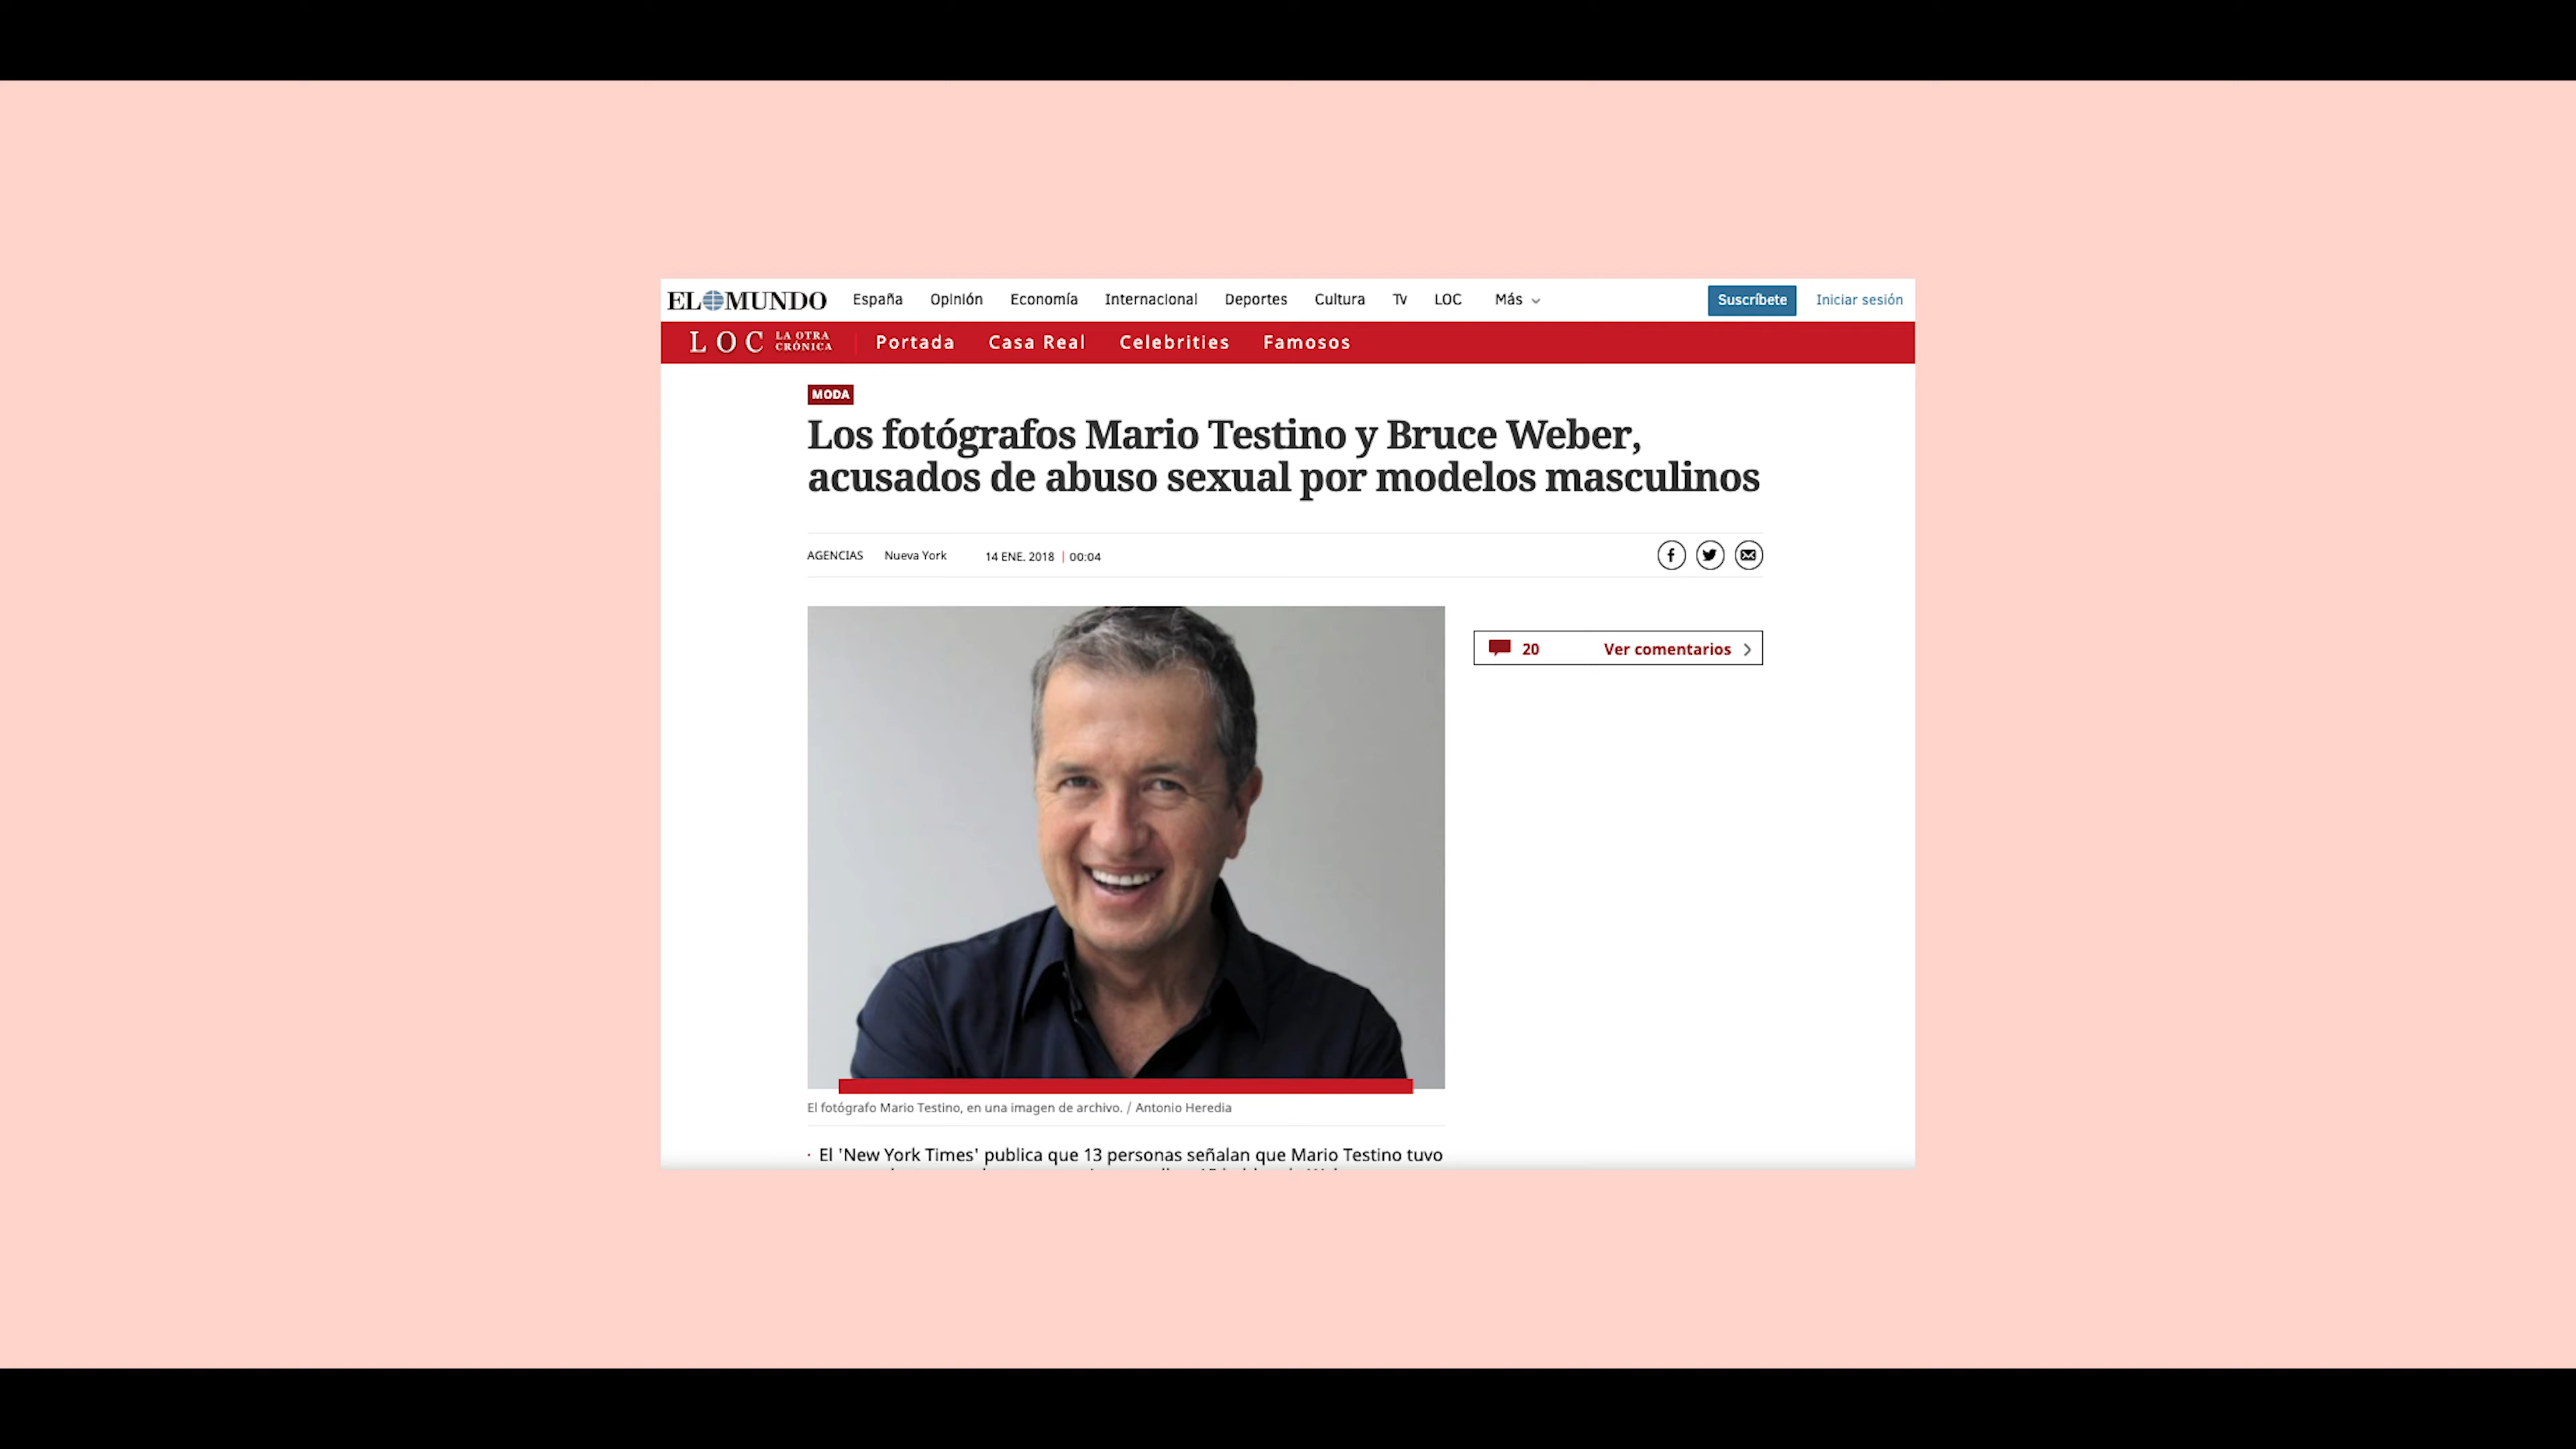 EL MUNDO España Opinión Economía Internacional Deportes Cultura Tv LOC Más Suscríbete Iniciar sesión
LOC LA OTRA CRÓNICA Portada Casa Real Celebrities Famosos
MODA
Los fotógrafos Mario Testino y Bruce Weber,
acusados de abuso sexual por modelos masculinos
AGENCIAS Nueva York 14 ENE. 2018 | 00:04
20 Ver comentarios
El fotógrafo Mario Testino, en una imagen de archivo. / Antonio Heredia
· El 'New York Times' publica que 13 personas señalan que Mario Testino tuvo